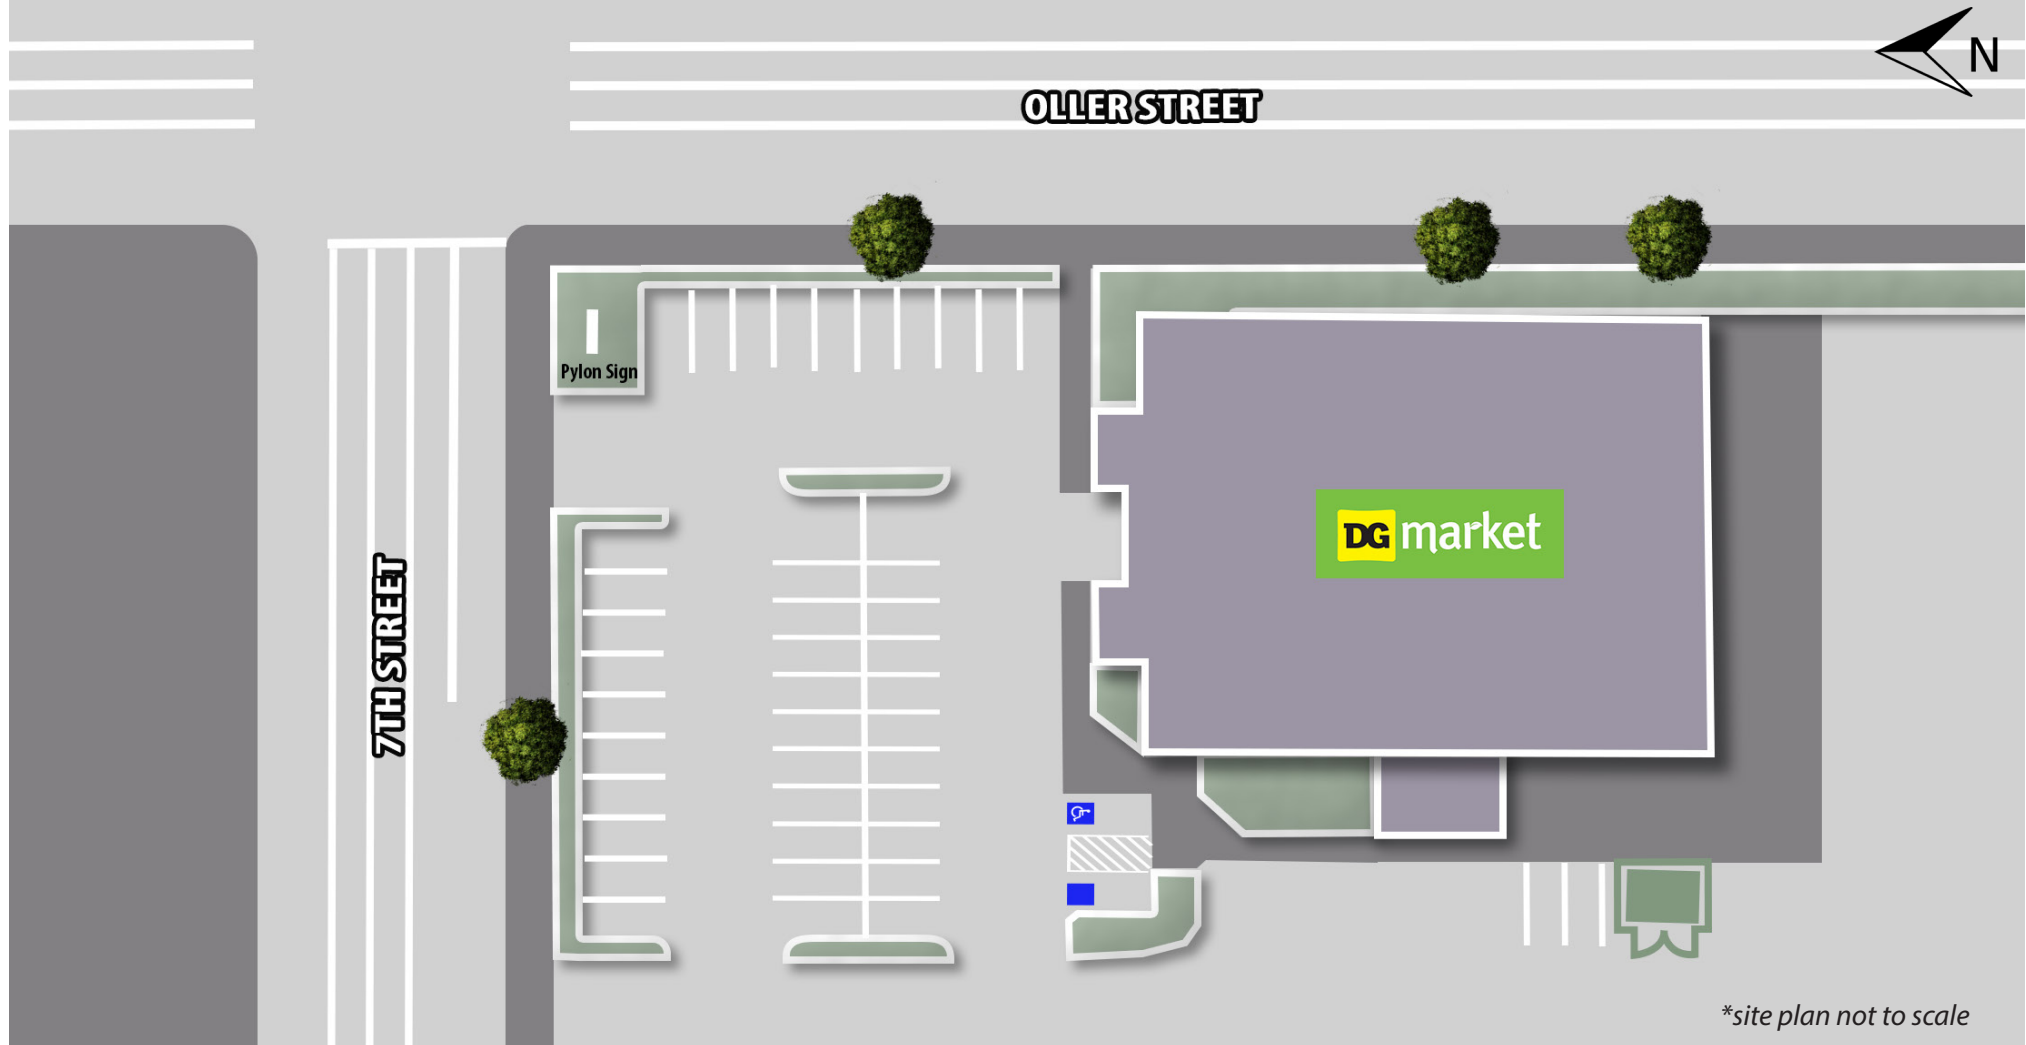 N
OLLER STREET
Pylon Sign
7TH STREET
DG market
*site plan not to scale